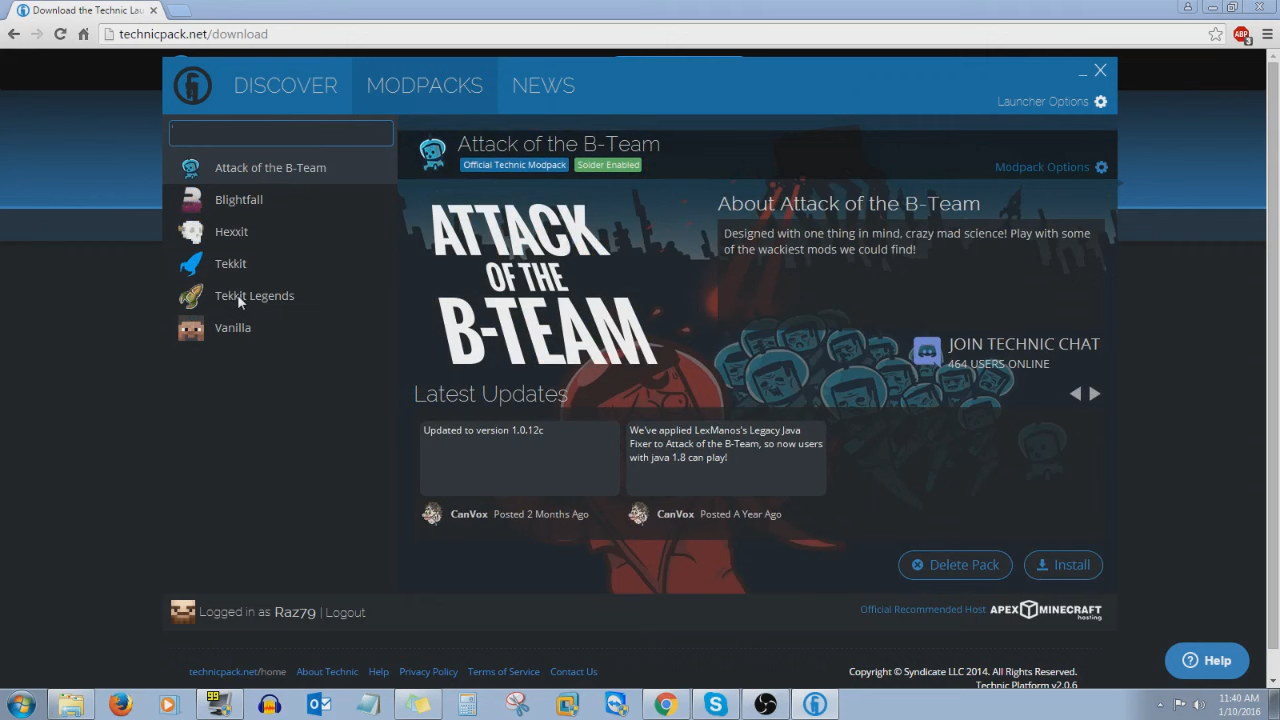 Download the Technic Lau
technicpack.net/download
ABP
3
DISCOVER
MODPACKS
NEWS
Launcher Options
Attack of the B-Team
Blightfall
Hexxit
Tekkit
Tekkit Legends
Vanilla
Attack of the B-Team
Official Technic Modpack
Solder Enabled
Modpack Options
ATTACK
OF THE
B-TEAM
About Attack of the B-Team
Designed with one thing in mind, crazy mad science! Play with some
of the wackiest mods we could find!
JOIN TECHNIC CHAT
464 USERS ONLINE
Latest Updates
Updated to version 1.0.12c
CanVox Posted 2 Months Ago
We've applied LexManos's Legacy Java
Fixer to Attack of the B-Team, so now users
with java 1.8 can play!
CanVox Posted A Year Ago
Delete Pack
Install
Logged in as Raz79 | Logout
Official Recommended Host APEX MINECRAFT
hosting
technicpack.net/home
About Technic
Help
Privacy Policy
Terms of Service
Contact Us
Copyright © Syndicate LLC 2014. All Rights Reserved.
Technic Platform v2.0.6
Help
99
11:40 AM
1/10/2016